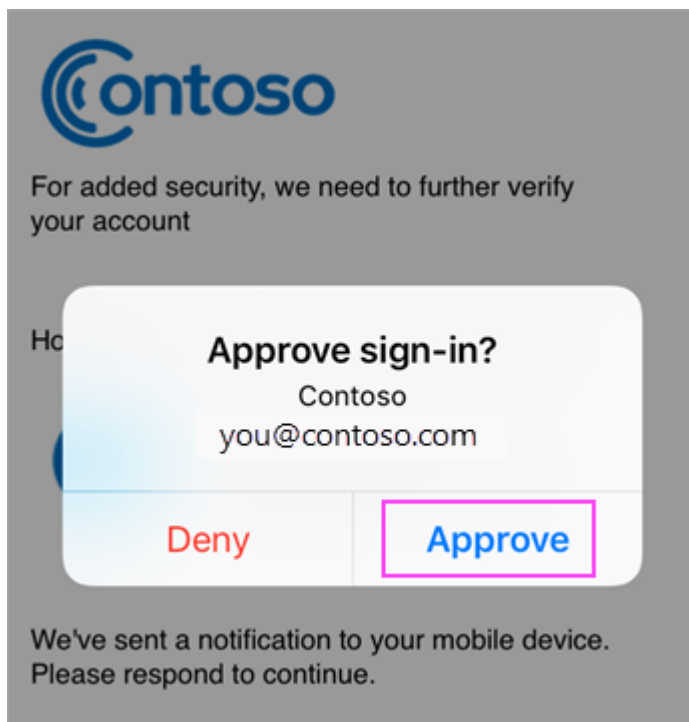 Contoso
For added security, we need to further verify
your account
Ho
Approve sign-in?
Contoso
you@contoso.com
Deny
Approve
We've sent a notification to your mobile device.
Please respond to continue.